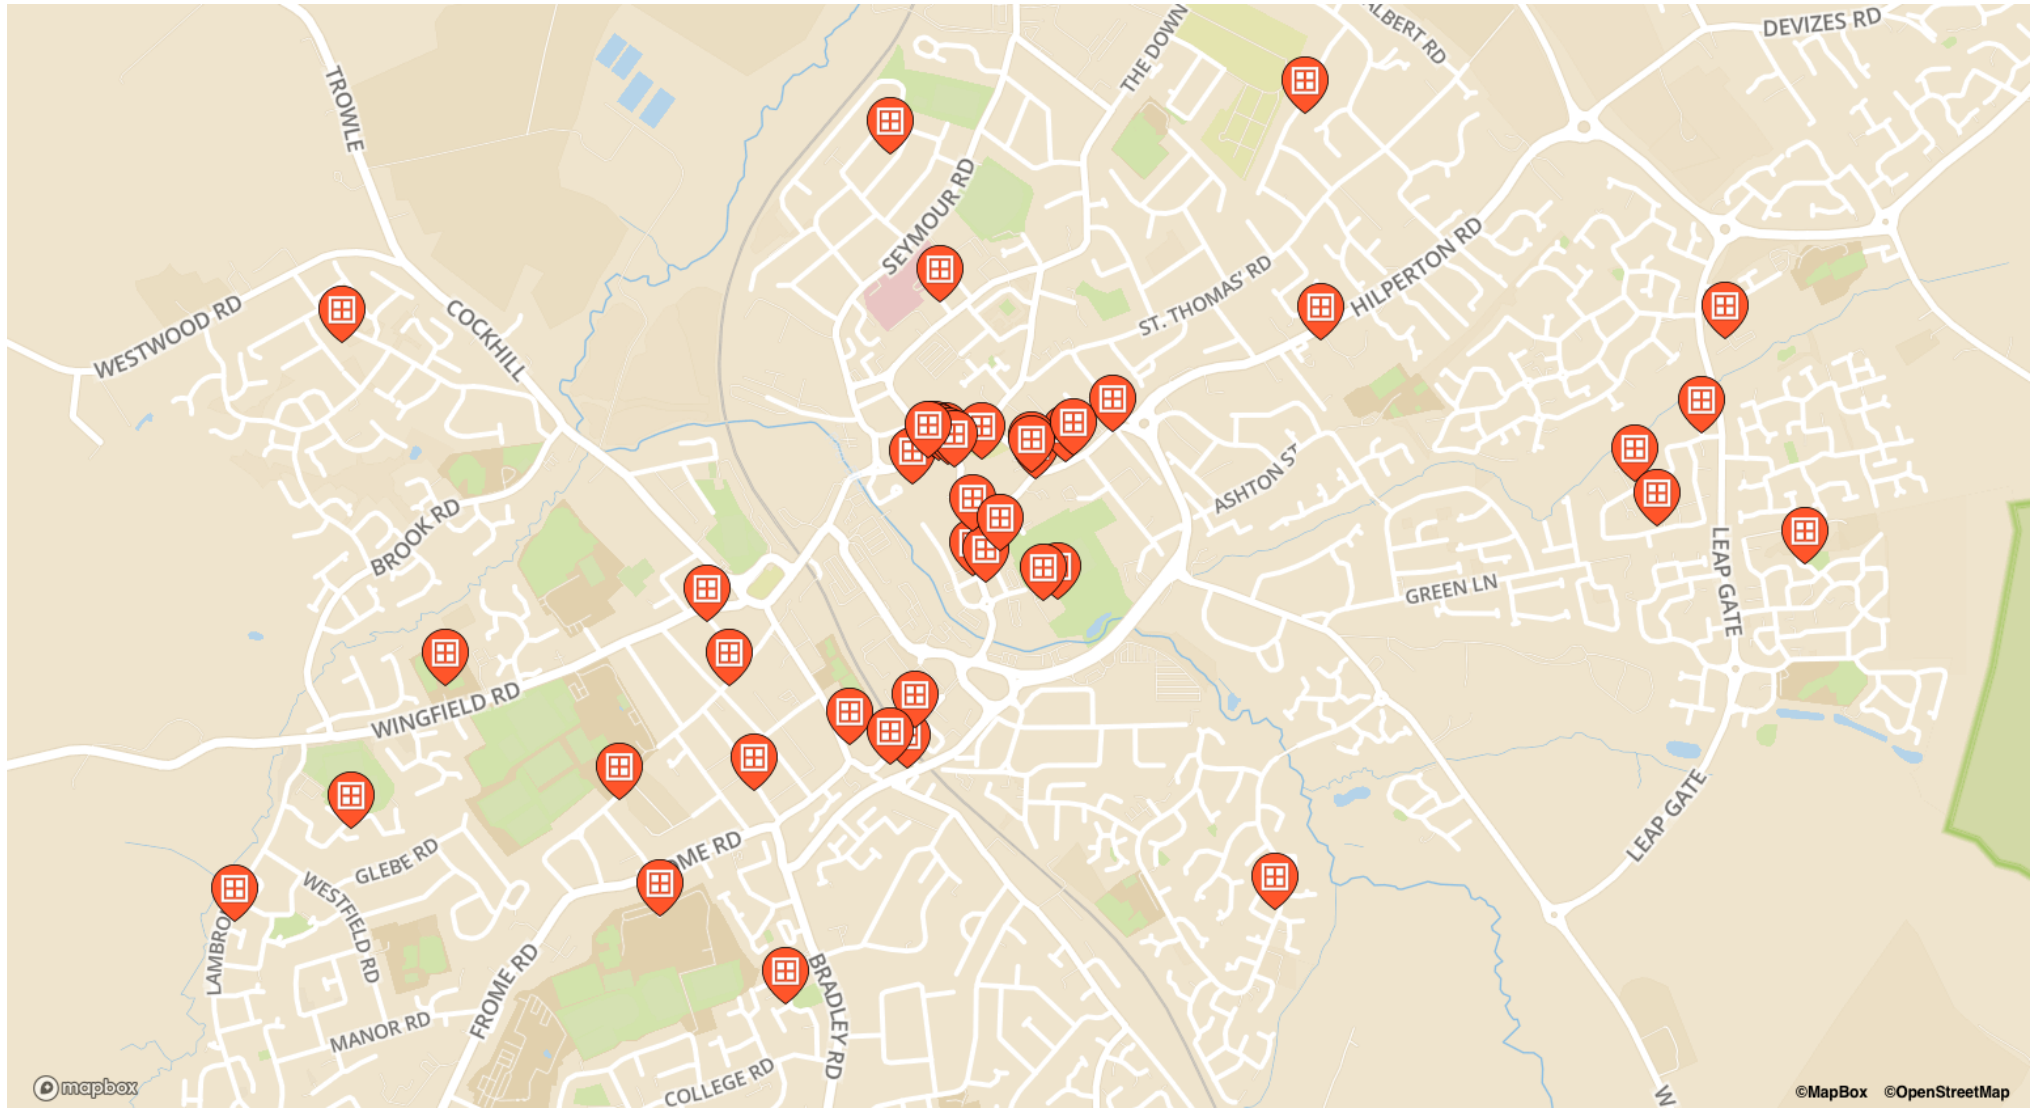 DEVIZES RD
ALBERT RD
THE DOWN
TROWLE
SEYMOUR RD
HILPERTON RD
ST. THOMAS' RD
WESTWOOD RD
COCKHILL
ASHTON ST
BROOK RD
LEAP GATE
GREEN LN
WINGFIELD RD
LEAP GATE
GLEBE RD
OME RD
WESTFIELD RD
LAMBRO
FROME RD
BRADLEY RD
MANOR RD
COLLEGE RD
W
mapbox
©MapBox ©OpenStreetMap